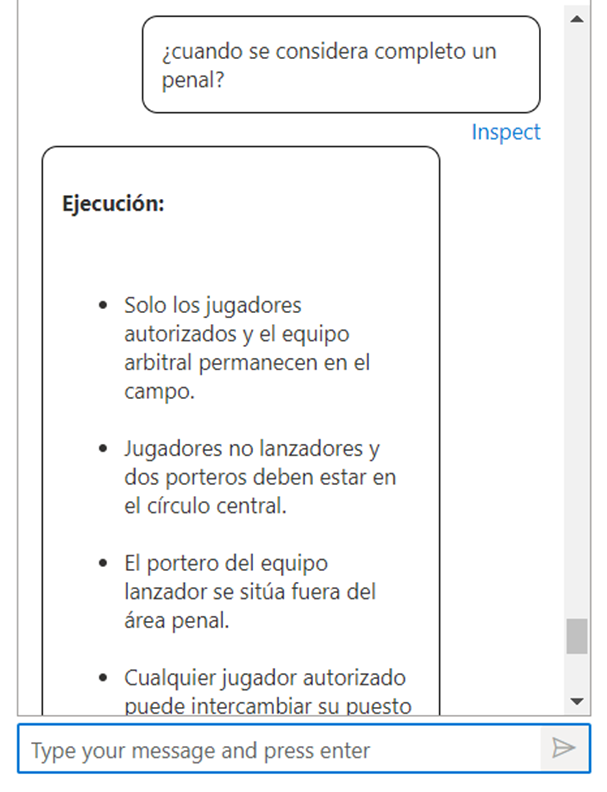 ¿cuando se considera completo un
penal?
Inspect
Ejecución:
• Solo los jugadores
autorizados y el equipo
arbitral permanecen en el
campo.
• Jugadores no lanzadores y
dos porteros deben estar en
el círculo central.
• El portero del equipo
lanzador se sitúa fuera del
área penal.
• Cualquier jugador autorizado
puede intercambiar su puesto
Type your message and press enter